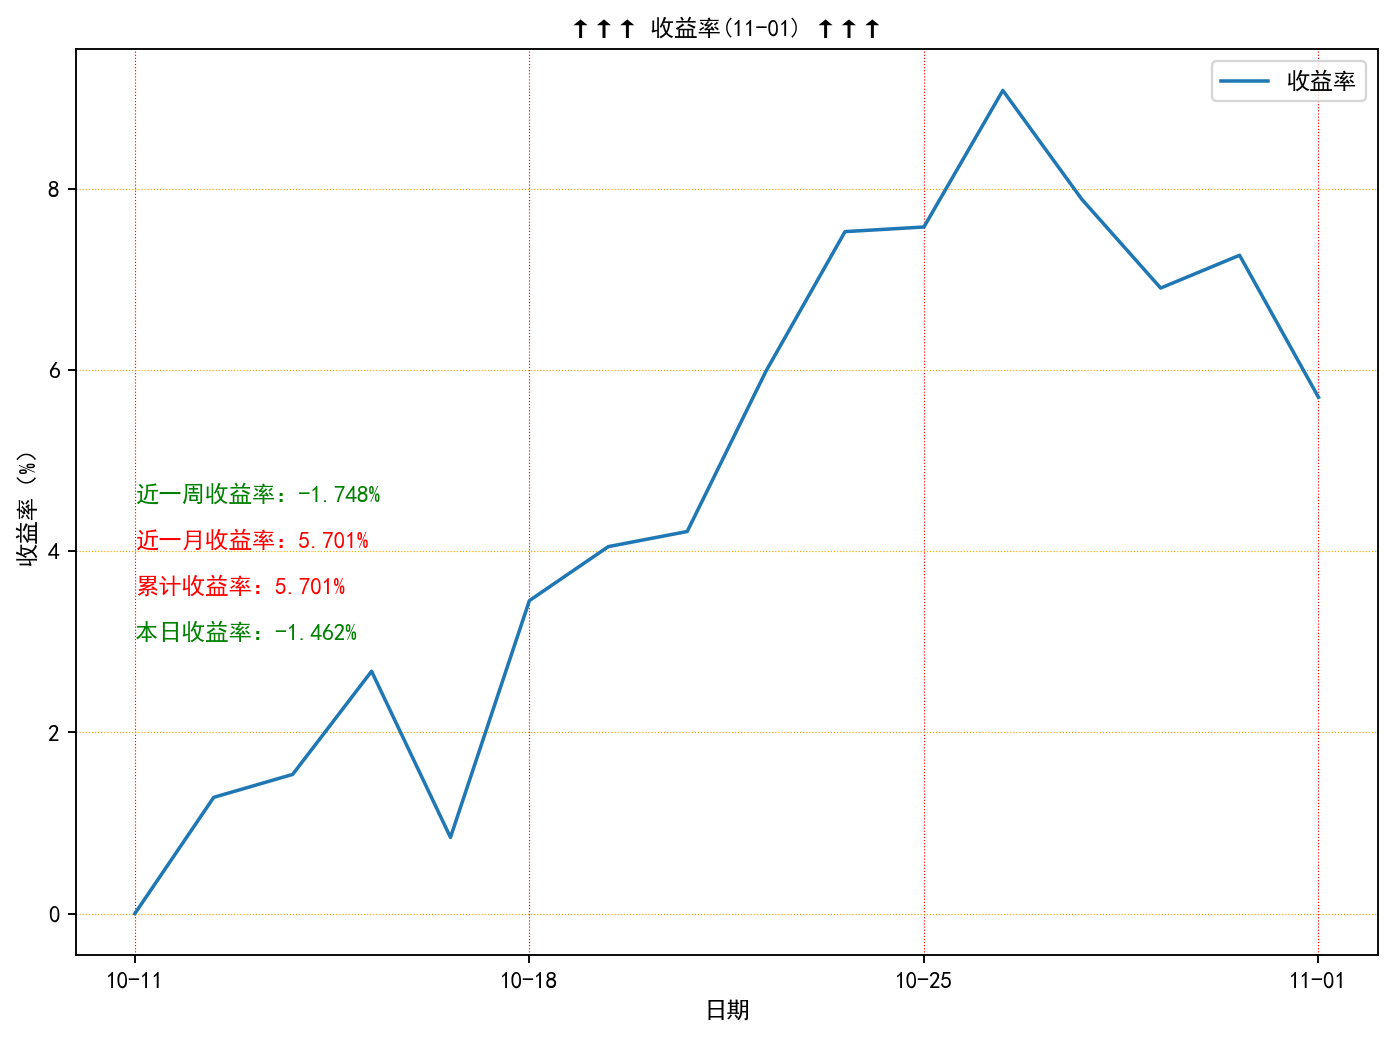 ↑↑↑ 收益率(11-01) ↑↑↑
收益率
8
6
4
2
0
收益率 (%)
近一周收益率：-1.748%
近一月收益率：5.701%
累计收益率：5.701%
本日收益率：-1.462%
10-11 10-18 10-25 11-01
日期